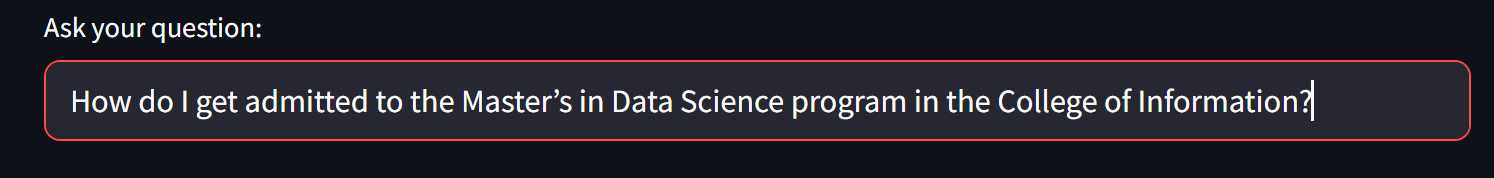 Ask your question:
How do I get admitted to the Master’s in Data Science program in the College of Information?